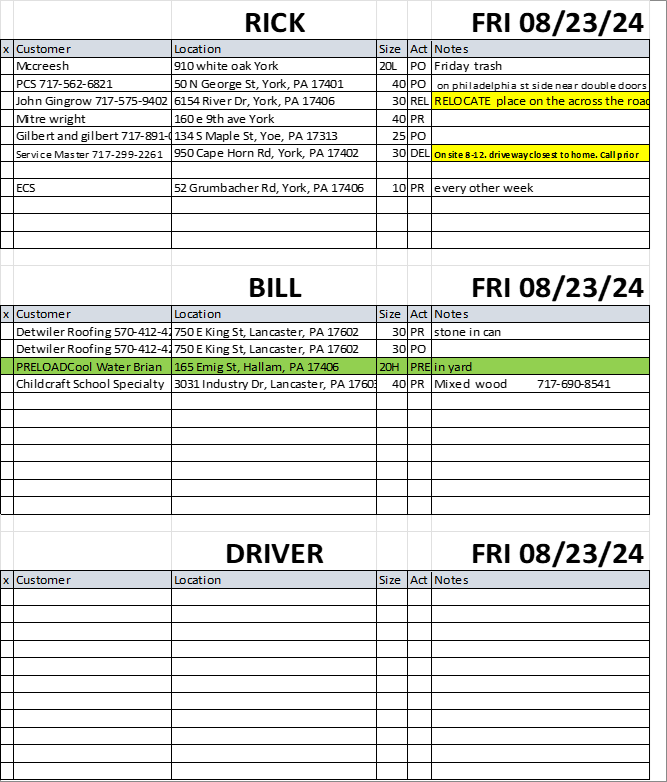 RICK FRI 08/23/24
x Customer Location Size Act Notes
Mccreesh 910 white oak York 20L PO Friday trash
PCS 717-562-6821 50 N George St, York, PA 17401 40 PO on philadelphia st side near double doors
John Gingrow 717-575-9402 6154 River Dr, York, PA 17406 30 REL RELOCATE place on the across the road
Mitre wright 160 e 9th ave York 40 PR
Gilbert and gilbert 717-891-0 134 S Maple St, Yoe, PA 17313 25 PO
Service Master 717-299-2261 950 Cape Horn Rd, York, PA 17402 30 DEL On site 8-12. driveway closest to home. Call prior
ECS 52 Grumbacher Rd, York, PA 17406 10 PR every other week
BILL FRI 08/23/24
x Customer Location Size Act Notes
Detwiler Roofing 570-412-42 750 E King St, Lancaster, PA 17602 30 PR stone in can
Detwiler Roofing 570-412-42 750 E King St, Lancaster, PA 17602 30 PO
PRELOADCool Water Brian 165 Emig St, Hallam, PA 17406 20H PRE in yard
Childcraft School Specialty 3031 Industry Dr, Lancaster, PA 17603 40 PR Mixed wood 717-690-8541
DRIVER FRI 08/23/24
x Customer Location Size Act Notes